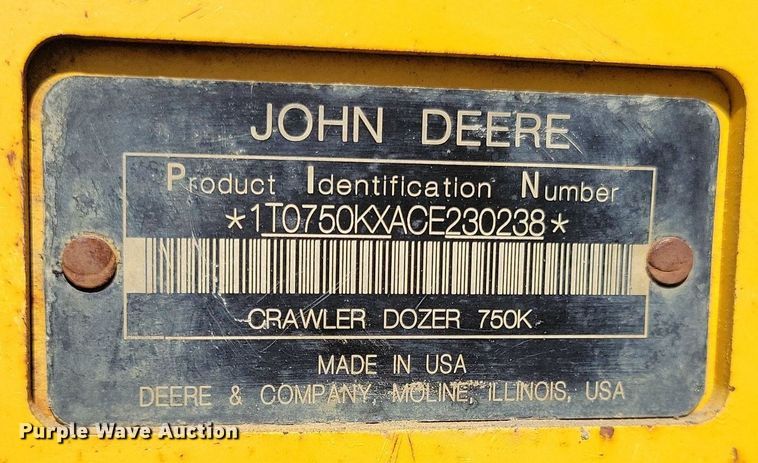 JOHN DEERE
Product Identification Number
*1T0750KXACE230238*
CRAWLER DOZER 750K
MADE IN USA
DEERE & COMPANY, MOLINE, ILLINOIS, USA
Purple Wave Auction